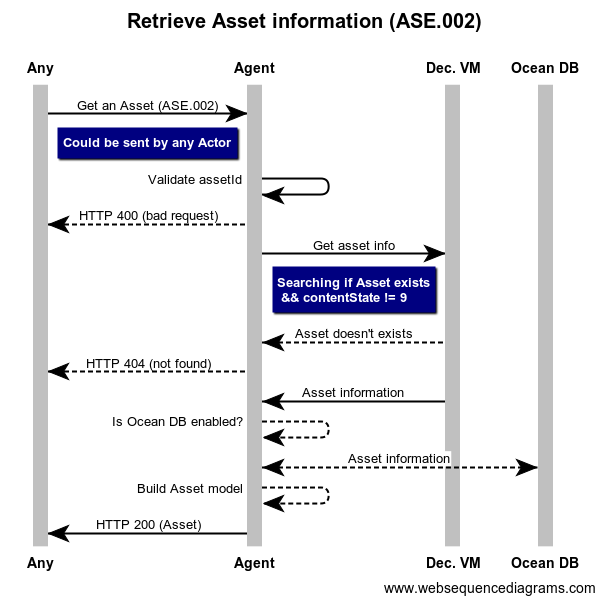 Retrieve Asset information (ASE.002)
Any Agent Dec. VM Ocean DB
Get an Asset (ASE.002)
Could be sent by any Actor
Validate assetId
HTTP 400 (bad request)
Get asset info
Searching if Asset exists
&& contentState != 9
Asset doesn't exists
HTTP 404 (not found)
Asset information
Is Ocean DB enabled?
Asset information
Build Asset model
HTTP 200 (Asset)
Any Agent Dec. VM Ocean DB
www.websequencediagrams.com